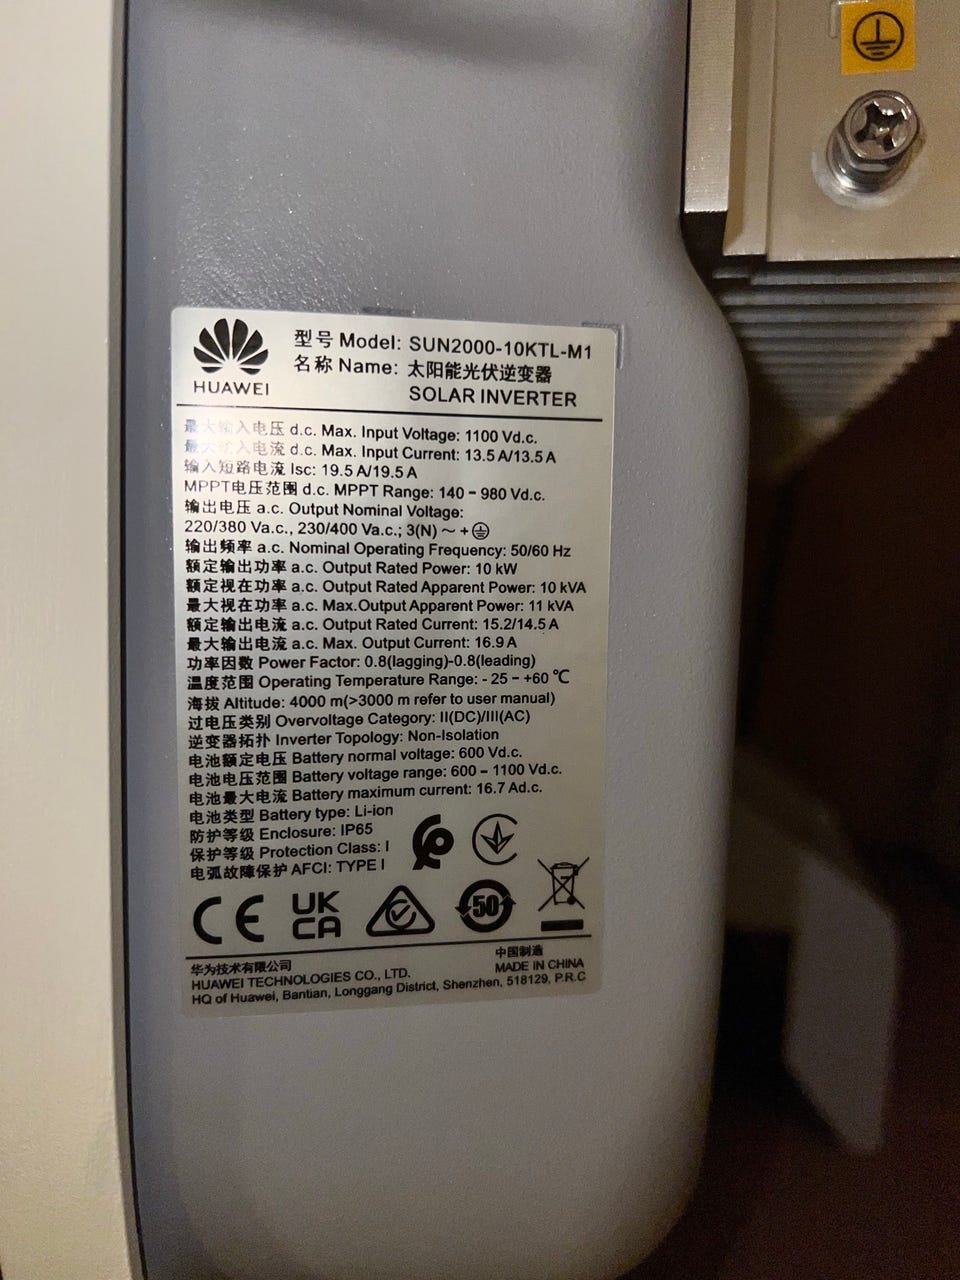 HUAWEI
型号 Model: SUN2000-10KTL-M1
名称 Name: 太阳能光伏逆变器
SOLAR INVERTER
最大输入电压 d.c. Max. Input Voltage: 1100 Vd.c.
最大输入电流 d.c. Max. Input Current: 13.5 A/13.5 A
输入短路电流 Isc: 19.5 A/19.5 A
MPPT电压范围 d.c. MPPT Range: 140 – 980 Vd.c.
输出电压 a.c. Output Nominal Voltage:
220/380 Va.c., 230/400 Va.c.; 3(N) ~ +
输出频率 a.c. Nominal Operating Frequency: 50/60 Hz
额定输出功率 a.c. Output Rated Power: 10 kW
额定视在功率 a.c. Output Rated Apparent Power: 10 kVA
最大视在功率 a.c. Max.Output Apparent Power: 11 kVA
额定输出电流 a.c. Output Rated Current: 15.2/14.5 A
最大输出电流 a.c. Max. Output Current: 16.9 A
功率因数 Power Factor: 0.8(lagging)-0.8(leading)
温度范围 Operating Temperature Range: - 25 – +60 ℃
海拔 Altitude: 4000 m(>3000 m refer to user manual)
过电压类别 Overvoltage Category: II(DC)/III(AC)
逆变器拓扑 Inverter Topology: Non-Isolation
电池额定电压 Battery normal voltage: 600 Vd.c.
电池电压范围 Battery voltage range: 600 – 1100 Vd.c.
电池最大电流 Battery maximum current: 16.7 Ad.c.
电池类型 Battery type: Li-ion
防护等级 Enclosure: IP65
保护等级 Protection Class: I
电弧故障保护 AFCI: TYPE I
CE UK CA 50
华为技术有限公司
HUAWEI TECHNOLOGIES CO., LTD.
中国制造
MADE IN CHINA
HQ of Huawei, Bantian, Longgang District, Shenzhen, 518129, P.R.C